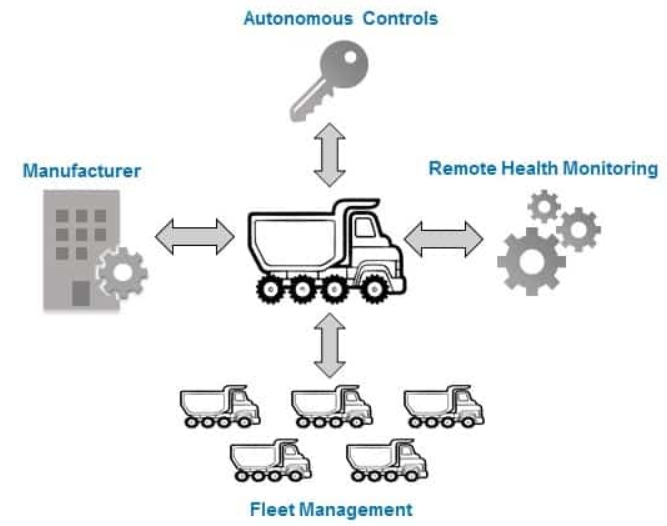 Autonomous Controls
Manufacturer
Remote Health Monitoring
Fleet Management